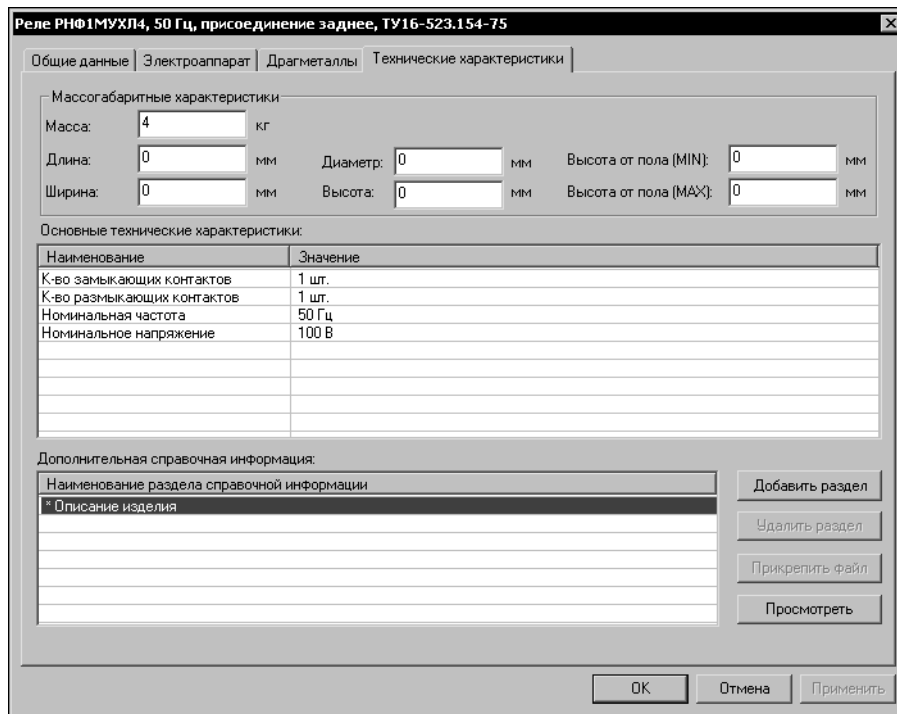 Реле РНФ1МУХЛ4, 50 Гц, присоединение заднее, ТУ16-523.154-75
Общие данные Электроаппарат Драгметаллы Технические характеристики
Массогабаритные характеристики
Масса: 4 кг
Длина: 0 мм Диаметр: 0 мм Высота от пола (MIN): 0 мм
Ширина: 0 мм Высота: 0 мм Высота от пола (MAX): 0 мм
Основные технические характеристики:
Наименование Значение
К-во замыкающих контактов 1 шт.
К-во размыкающих контактов 1 шт.
Номинальная частота 50 Гц
Номинальное напряжение 100 В
Дополнительная справочная информация:
Наименование раздела справочной информации
* Описание изделия
Добавить раздел
Удалить раздел
Прикрепить файл
Просмотреть
OK Отмена Применить